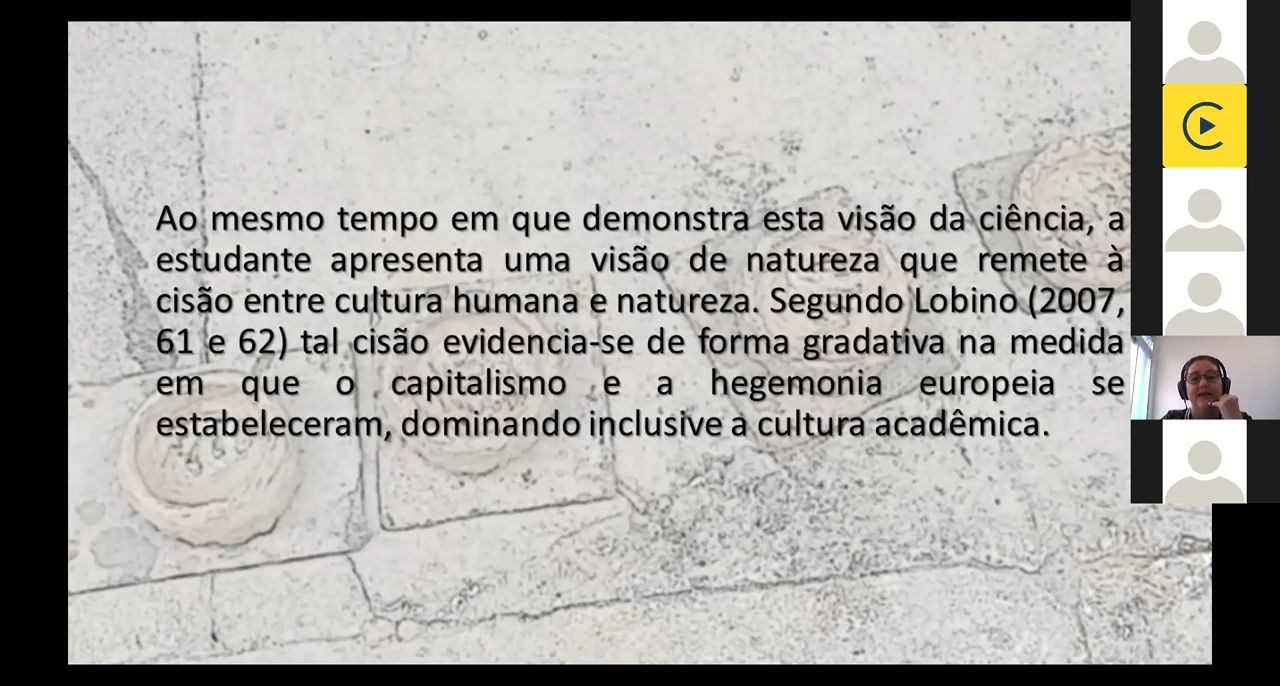 Ao mesmo tempo em que demonstra esta visão da ciência, a
estudante apresenta uma visão de natureza que remete à
cisão entre cultura humana e natureza. Segundo Lobino (2007,
61 e 62) tal cisão evidencia-se de forma gradativa na medida
em que o capitalismo e a hegemonia europeia se
estabeleceram, dominando inclusive a cultura acadêmica.